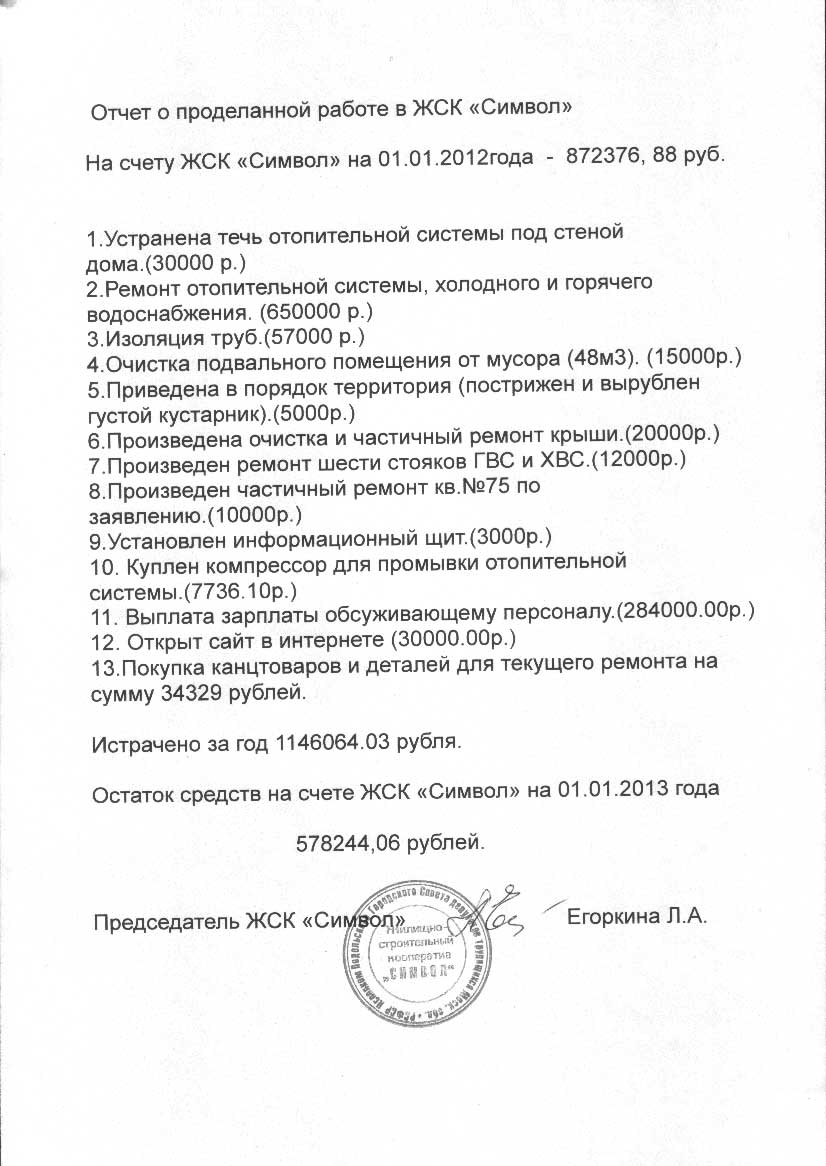 Отчет о проделанной работе в ЖСК «Символ»
На счету ЖСК «Символ» на 01.01.2012года - 872376, 88 руб.
1.Устранена течь отопительной системы под стеной
дома.(30000 р.)
2.Ремонт отопительной системы, холодного и горячего
водоснабжения. (650000 р.)
3.Изоляция труб.(57000 р.)
4.Очистка подвального помещения от мусора (48м3). (15000р.)
5.Приведена в порядок территория (пострижен и вырублен
густой кустарник).(5000р.)
6.Произведена очистка и частичный ремонт крыши.(20000р.)
7.Произведен ремонт шести стояков ГВС и ХВС.(12000р.)
8.Произведен частичный ремонт кв.№75 по
заявлению.(10000р.)
9.Установлен информационный щит.(3000р.)
10. Куплен компрессор для промывки отопительной
системы.(7736.10р.)
11. Выплата зарплаты обсуживающему персоналу.(284000.00р.)
12. Открыт сайт в интернете (30000.00р.)
13.Покупка канцтоваров и деталей для текущего ремонта на
сумму 34329 рублей.
Истрачено за год 1146064.03 рубля.
Остаток средств на счете ЖСК «Символ» на 01.01.2013 года
578244,06 рублей.
Председатель ЖСК «Символ» Егоркина Л.А.
Жилищно-
строительный
кооператив
„СИМВОЛ“
Городского Совета
Моск. обл. • РСФСР Исполком Подольского